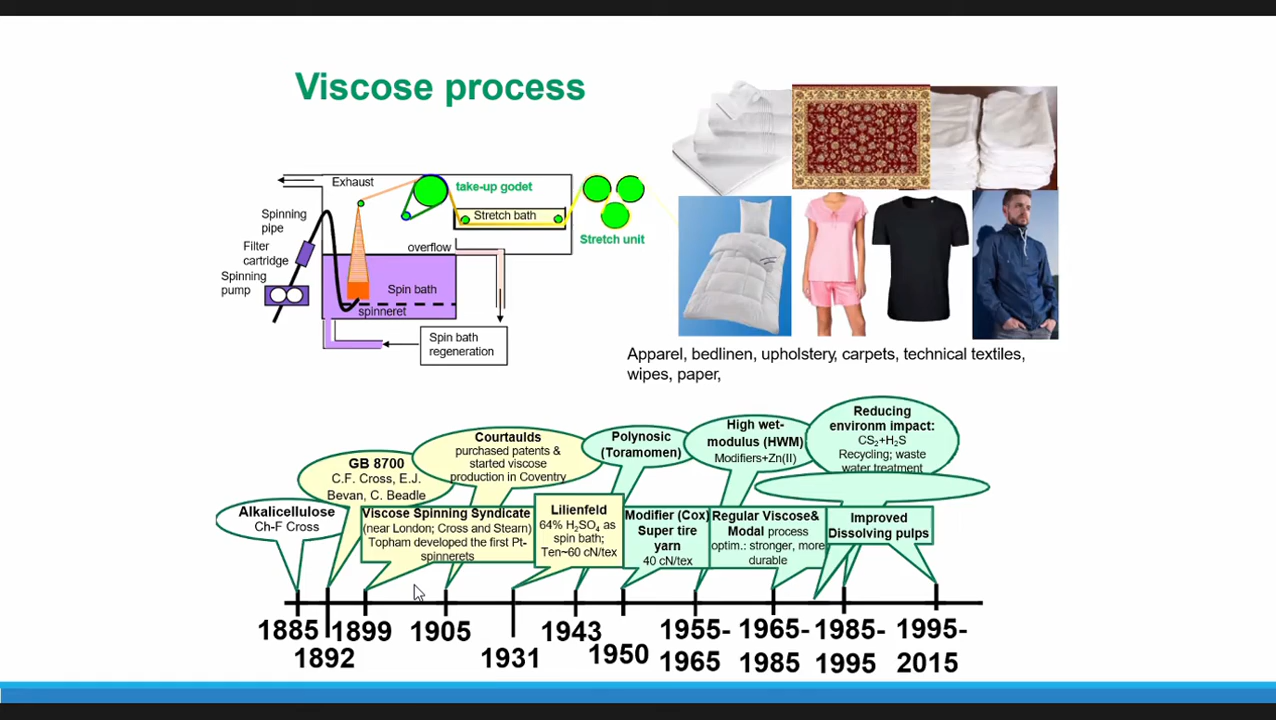 Viscose process
Exhaust
take-up godet
Spinning
pipe
Stretch bath
Filter
cartridge
overflow
Stretch unit
Spinning
pump
Spin bath
spinneret
Spin bath
regeneration
Apparel, bedlinen, upholstery, carpets, technical textiles,
wipes, paper,
Alkalicellulose
Ch-F Cross
GB 8700
C.F. Cross, E.J.
Bevan, C. Beadle
Viscose Spinning Syndicate
(near London; Cross and Stearn)
Topham developed the first Pt-
spinnerets
Courtaulds
purchased patents &
started viscose
production in Coventry
Lilienfeld
64% H₂SO₄ as
spin bath;
Ten~60 cN/tex
Polynosic
(Toramomen)
Modifier (Cox)
Super tire
yarn
40 cN/tex
High wet-
modulus (HWM)
Modifiers+Zn(II)
Regular Viscose&
Modal process
optim.: stronger, more
durable
Reducing
environm impact:
CS₂+H₂S
Recycling; waste
water treatment
Improved
Dissolving pulps
1885
1892
1899
1905
1931
1943
1950
1955-
1965
1965-
1985
1985-
1995
1995-
2015